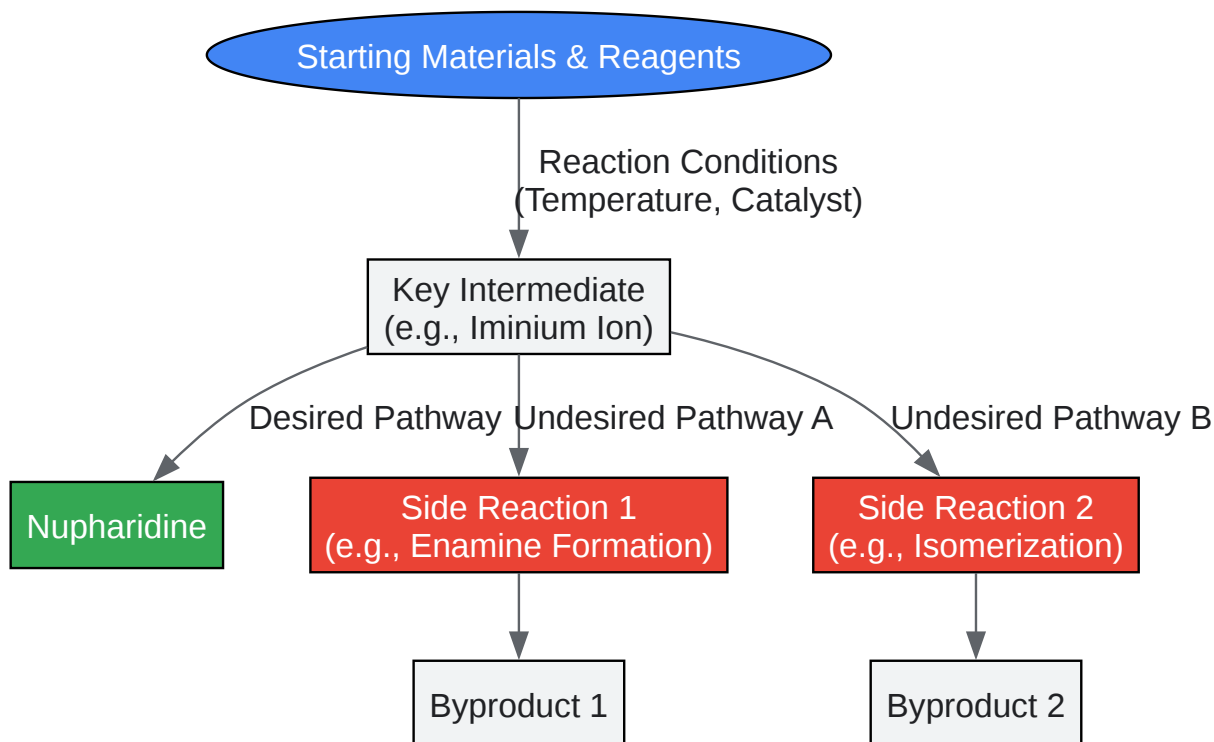 Starting Materials & Reagents
Reaction Conditions
(Temperature, Catalyst)
Key Intermediate
(e.g., Iminium Ion)
Desired Pathway
Undesired Pathway A
Undesired Pathway B
Nupharidine
Side Reaction 1
(e.g., Enamine Formation)
Side Reaction 2
(e.g., Isomerization)
Byproduct 1
Byproduct 2